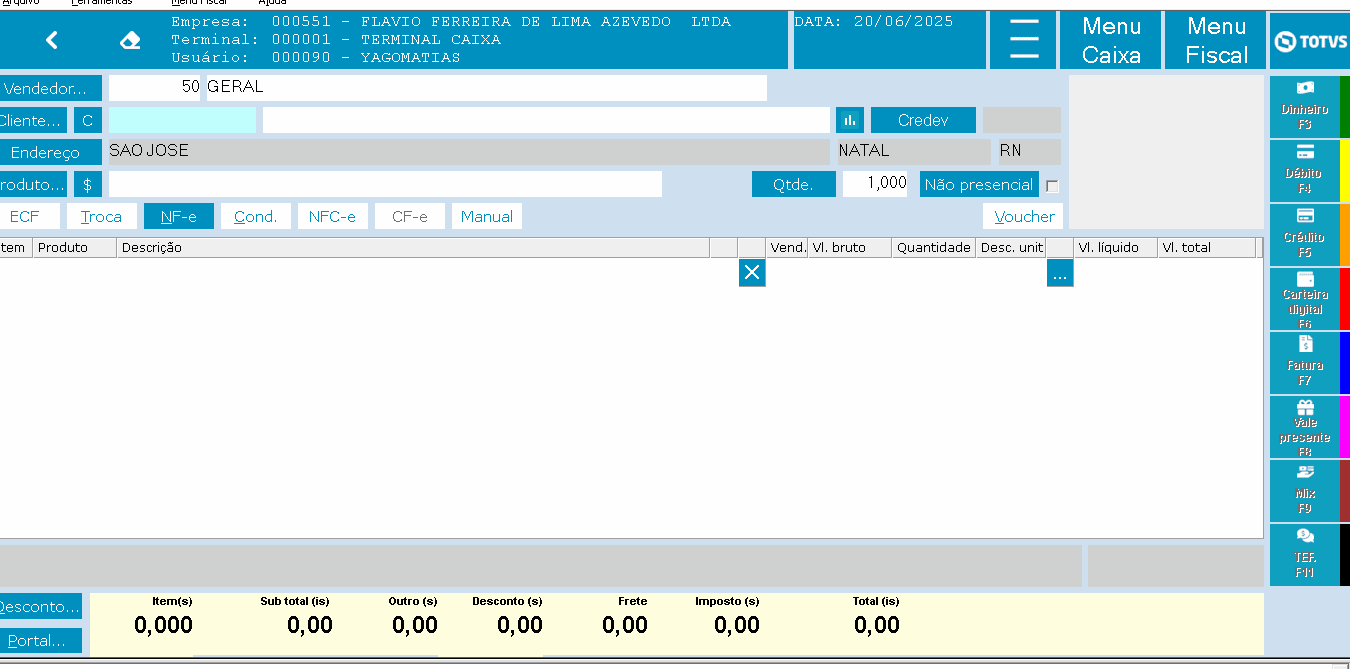 Arquivo Ferramentas Menu Fiscal Ajuda
Empresa: 000551 - FLAVIO FERREIRA DE LIMA AZEVEDO LTDA
Terminal: 000001 - TERMINAL CAIXA
Usuário: 000090 - YAGOMATIAS
DATA: 20/06/2025
Menu Caixa
Menu Fiscal
TOTVS
Vendedor... 50 GERAL
Cliente... C Credev
Endereço SAO JOSE NATAL RN
roduto... $ Qtde. 1,000 Não presencial
ECF Troca NF-e Cond. NFC-e CF-e Manual Voucher
tem Produto Descrição Vend. Vl. bruto Quantidade Desc. unit Vl. líquido Vl. total
...
Dinheiro
F3
Débito
F4
Crédito
F5
Carteira
digital
F6
Fatura
F7
Vale
presente
F8
Mix
F9
TEF.
F11
Desconto...
Portal...
Item(s) Sub total (is) Outro (s) Desconto (s) Frete Imposto (s) Total (is)
0,000 0,00 0,00 0,00 0,00 0,00 0,00